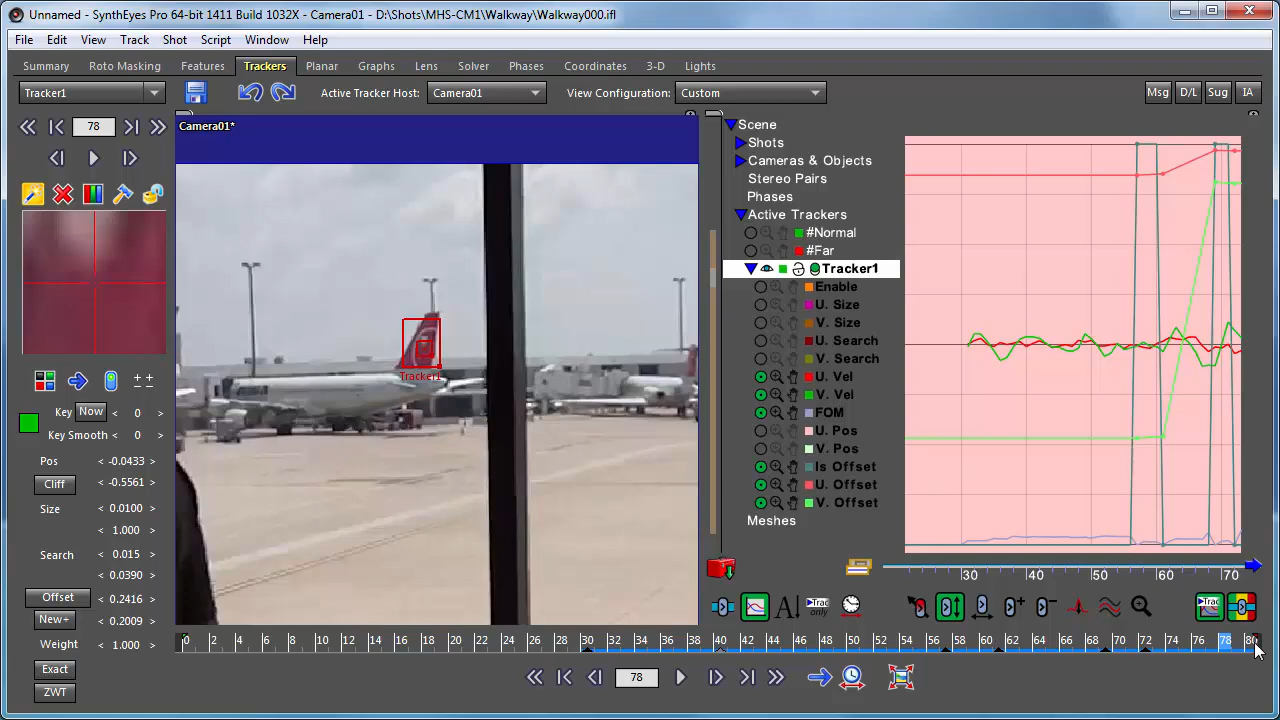 Unnamed - SynthEyes Pro 64-bit 1411 Build 1032X - Camera01 - D:\Shots\MHS-CM1\Walkway\Walkway000.ifl
File Edit View Track Shot Script Window Help
Summary Roto Masking Features Trackers Planar Graphs Lens Solver Phases Coordinates 3-D Lights
Tracker1 Active Tracker Host: Camera01 View Configuration: Custom Msg D/L Sug IA
78
Camera01*
Tracker1
Key Now < 0 >
Key Smooth < 0 >
Pos < -0.0433 >
Cliff < -0.5561 >
Size < 0.0100 >
< 1.000 >
Search < 0.015 >
< 0.0390 >
Offset < 0.2416 >
New+ < 0.2009 >
Weight < 1.000 >
Exact
ZWT
Scene
Shots
Cameras & Objects
Stereo Pairs
Phases
Active Trackers
#Normal
#Far
Tracker1
Enable
U. Size
V. Size
U. Search
V. Search
U. Vel
V. Vel
FOM
U. Pos
V. Pos
Is Offset
U. Offset
V. Offset
Meshes
30 40 50 60 70
A Trac only Trac
0 2 4 6 8 10 12 14 16 18 20 22 24 26 28 30 32 34 36 38 40 42 44 46 48 50 52 54 56 58 60 62 64 66 68 70 72 74 76 78 80
78